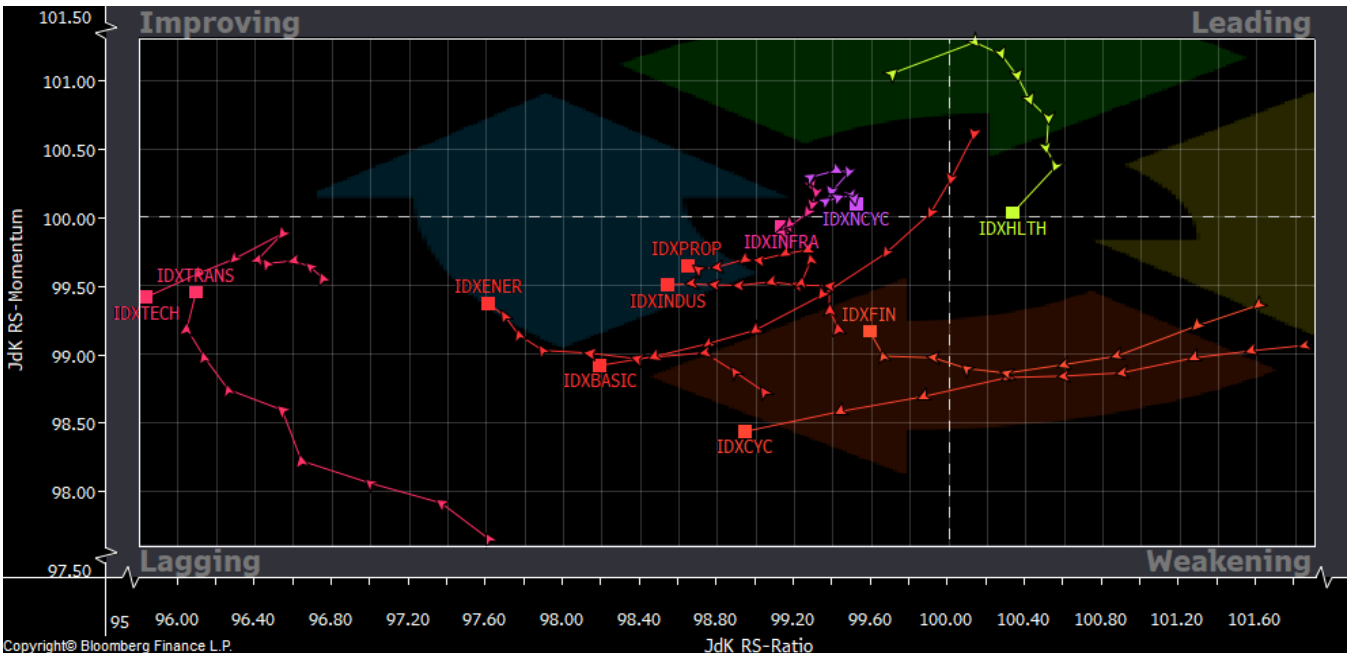 101.50
Improving
Leading
101.00
100.50
100.00
IDXNCYC
IDXHLTH
IDXINFRA
IDXPROP
99.50
IDXTRANS
IDXENER
IDXINDUS
IDXTECH
IDXFIN
99.00
IDXBASIC
98.50
IDXCYC
98.00
97.50
Lagging
Weakening
JdK RS-Momentum
95 96.00 96.40 96.80 97.20 97.60 98.00 98.40 98.80 99.20 99.60 100.00 100.40 100.80 101.20 101.60
Copyright© Bloomberg Finance L.P.
JdK RS-Ratio